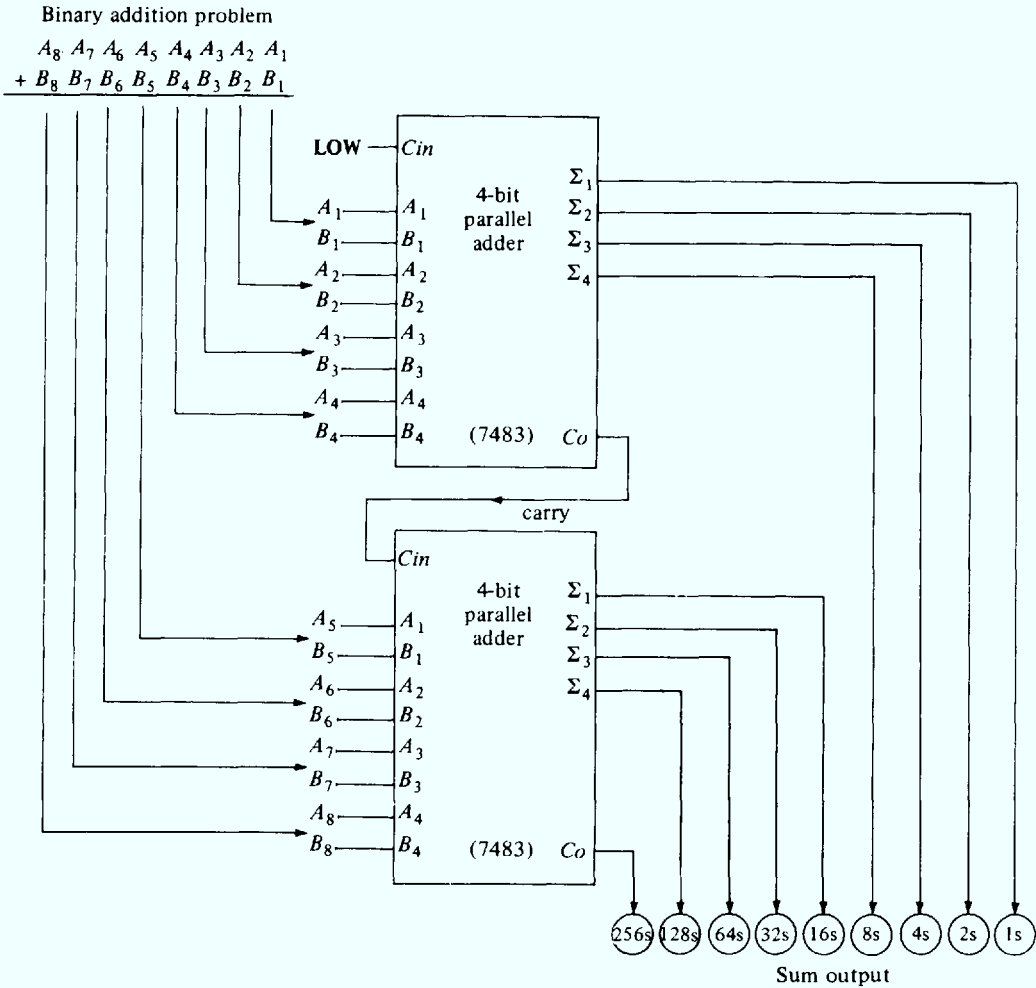 Binary addition problem
A₈ A₇ A₆ A₅ A₄ A₃ A₂ A₁
+ B₈ B₇ B₆ B₅ B₄ B₃ B₂ B₁
LOW Cin
4-bit
parallel
adder
A₁ A₁
B₁ B₁
A₂ A₂
B₂ B₂
A₃ A₃
B₃ B₃
A₄ A₄
B₄ B₄
Σ₁
Σ₂
Σ₃
Σ₄
(7483) Co
carry
Cin
4-bit
parallel
adder
A₅ A₁
B₅ B₁
A₆ A₂
B₆ B₂
A₇ A₃
B₇ B₃
A₈ A₄
B₈ B₄
Σ₁
Σ₂
Σ₃
Σ₄
(7483) Co
256s 128s 64s 32s 16s 8s 4s 2s 1s
Sum output